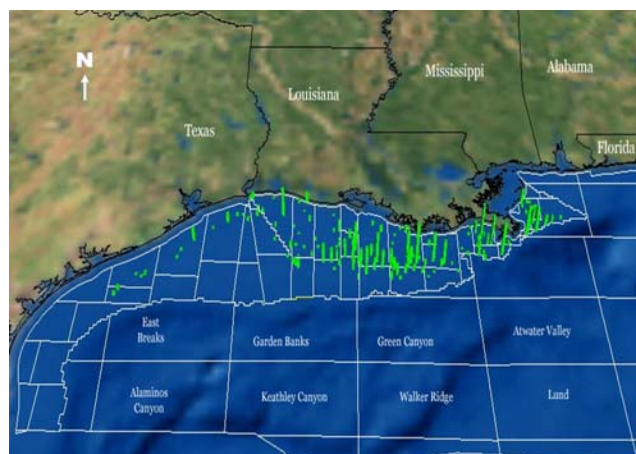 N
Mississippi
Alabama
Louisiana
Texas
Florida
East
Breaks
Garden Banks
Green Canyon
Atwater Valley
Alaminos
Canyon
Keathley Canyon
Walker Ridge
Lund